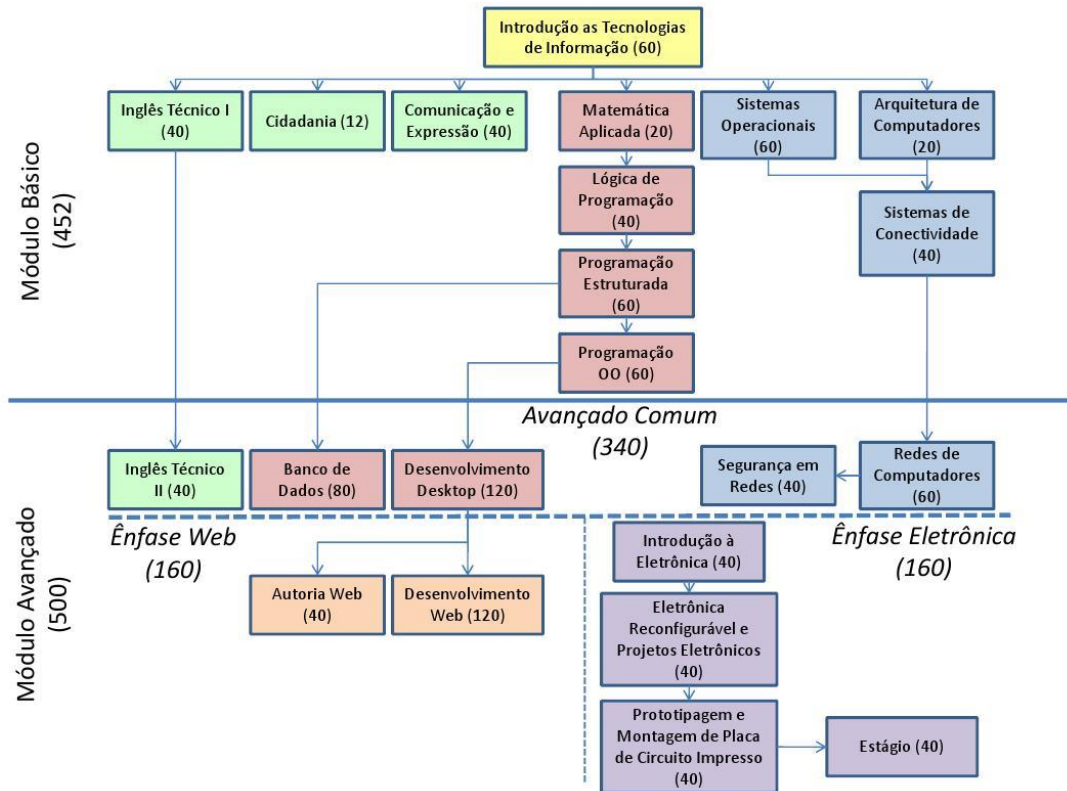 Introdução as Tecnologias
de Informação (60)
Inglês Técnico I
(40)
Cidadania (12)
Comunicação e
Expressão (40)
Matemática
Aplicada (20)
Sistemas
Operacionais
(60)
Arquitetura de
Computadores
(20)
Módulo Básico
(452)
Lógica de
Programação
(40)
Sistemas de
Conectividade
(40)
Programação
Estruturada
(60)
Programação
OO (60)
Avançado Comum
(340)
Inglês Técnico
II (40)
Banco de
Dados (80)
Desenvolvimento
Desktop (120)
Segurança em
Redes (40)
Redes de
Computadores
(60)
Módulo Avançado
(500)
Ênfase Web
(160)
Ênfase Eletrônica
(160)
Autoria Web
(40)
Desenvolvimento
Web (120)
Introdução à
Eletrônica (40)
Eletrônica
Reconfigurável e
Projetos Eletrônicos
(40)
Prototipagem e
Montagem de Placa
de Circuito Impresso
(40)
Estágio (40)